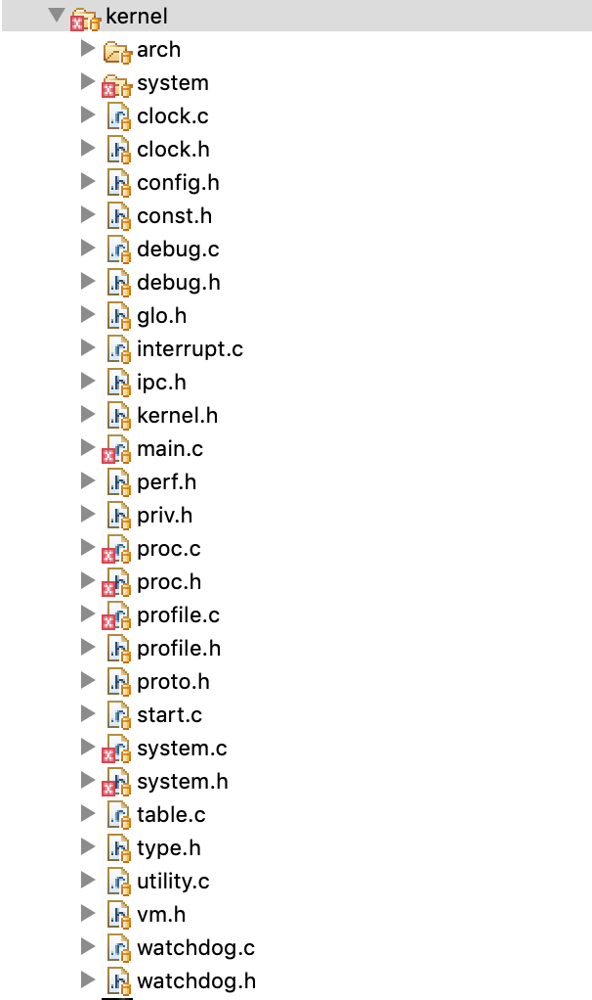 kernel
arch
system
clock.c
clock.h
config.h
const.h
debug.c
debug.h
glo.h
interrupt.c
ipc.h
kernel.h
main.c
perf.h
priv.h
proc.c
proc.h
profile.c
profile.h
proto.h
start.c
system.c
system.h
table.c
type.h
utility.c
vm.h
watchdog.c
watchdog.h